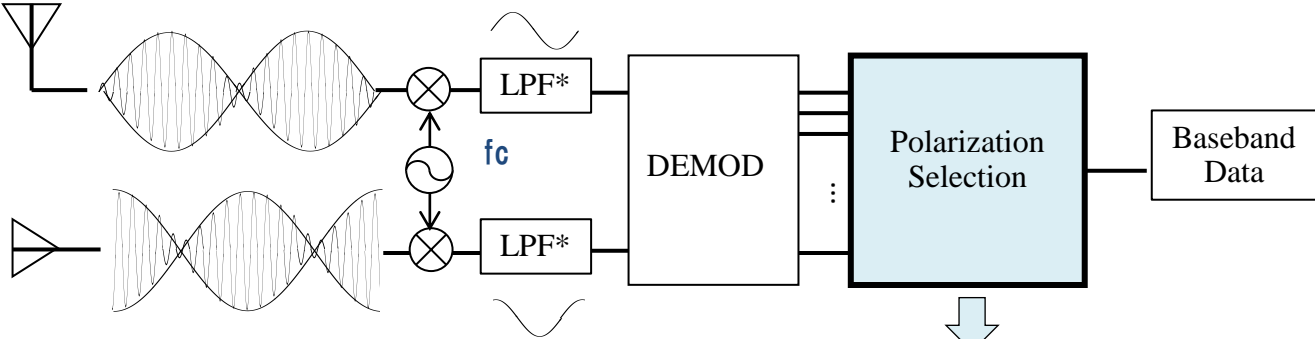 LPF*
fc
DEMOD
LPF*
⋮
Polarization
Selection
Baseband
Data